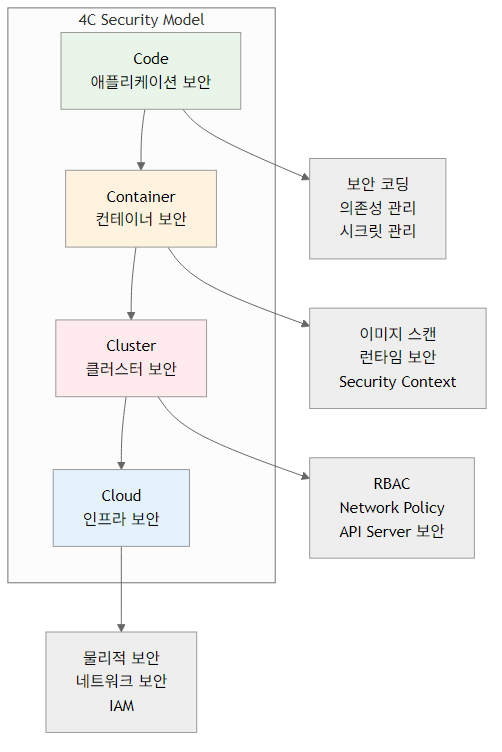 4C Security Model
Code
애플리케이션 보안
Container
컨테이너 보안
보안 코딩
의존성 관리
시크릿 관리
Cluster
클러스터 보안
이미지 스캔
런타임 보안
Security Context
Cloud
인프라 보안
RBAC
Network Policy
API Server 보안
물리적 보안
네트워크 보안
IAM